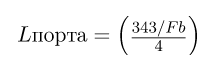 Lпорта = (343/Fb / 4)